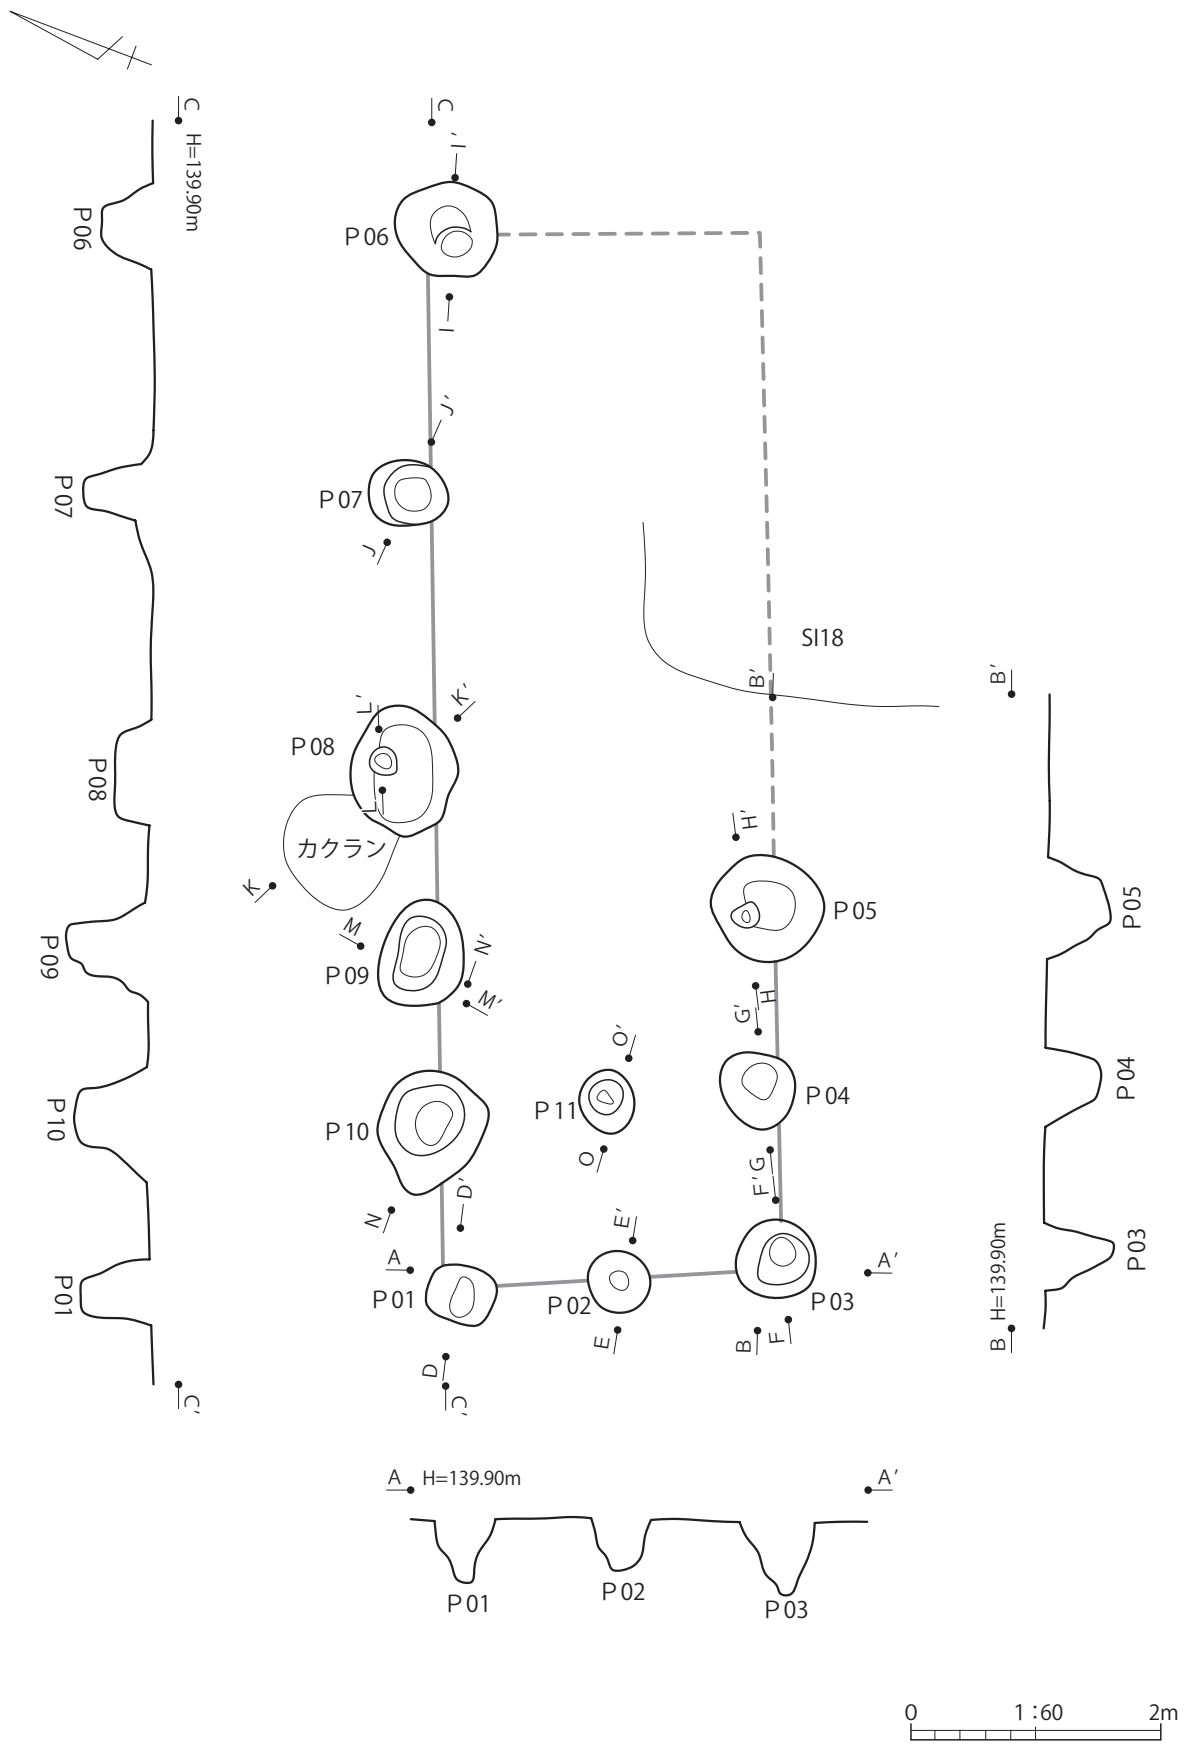 C
H=139.90m
P06
P07
P08
P09
P10
P01
C'
C
I'
P06
I
J'
P07
J
SI18
B'
K'
L'
P08
L
カクラン
K
M
P09
N'
M'
H'
P05
H
G'
O'
P11
O
P04
P10
N
D'
G
F'
E'
A
P01
P02
P03
A'
E
B
F
D
C'
B'
P05
P04
P03
H=139.90m
B
A
H=139.90m
A'
P01
P02
P03
0
1:60
2m